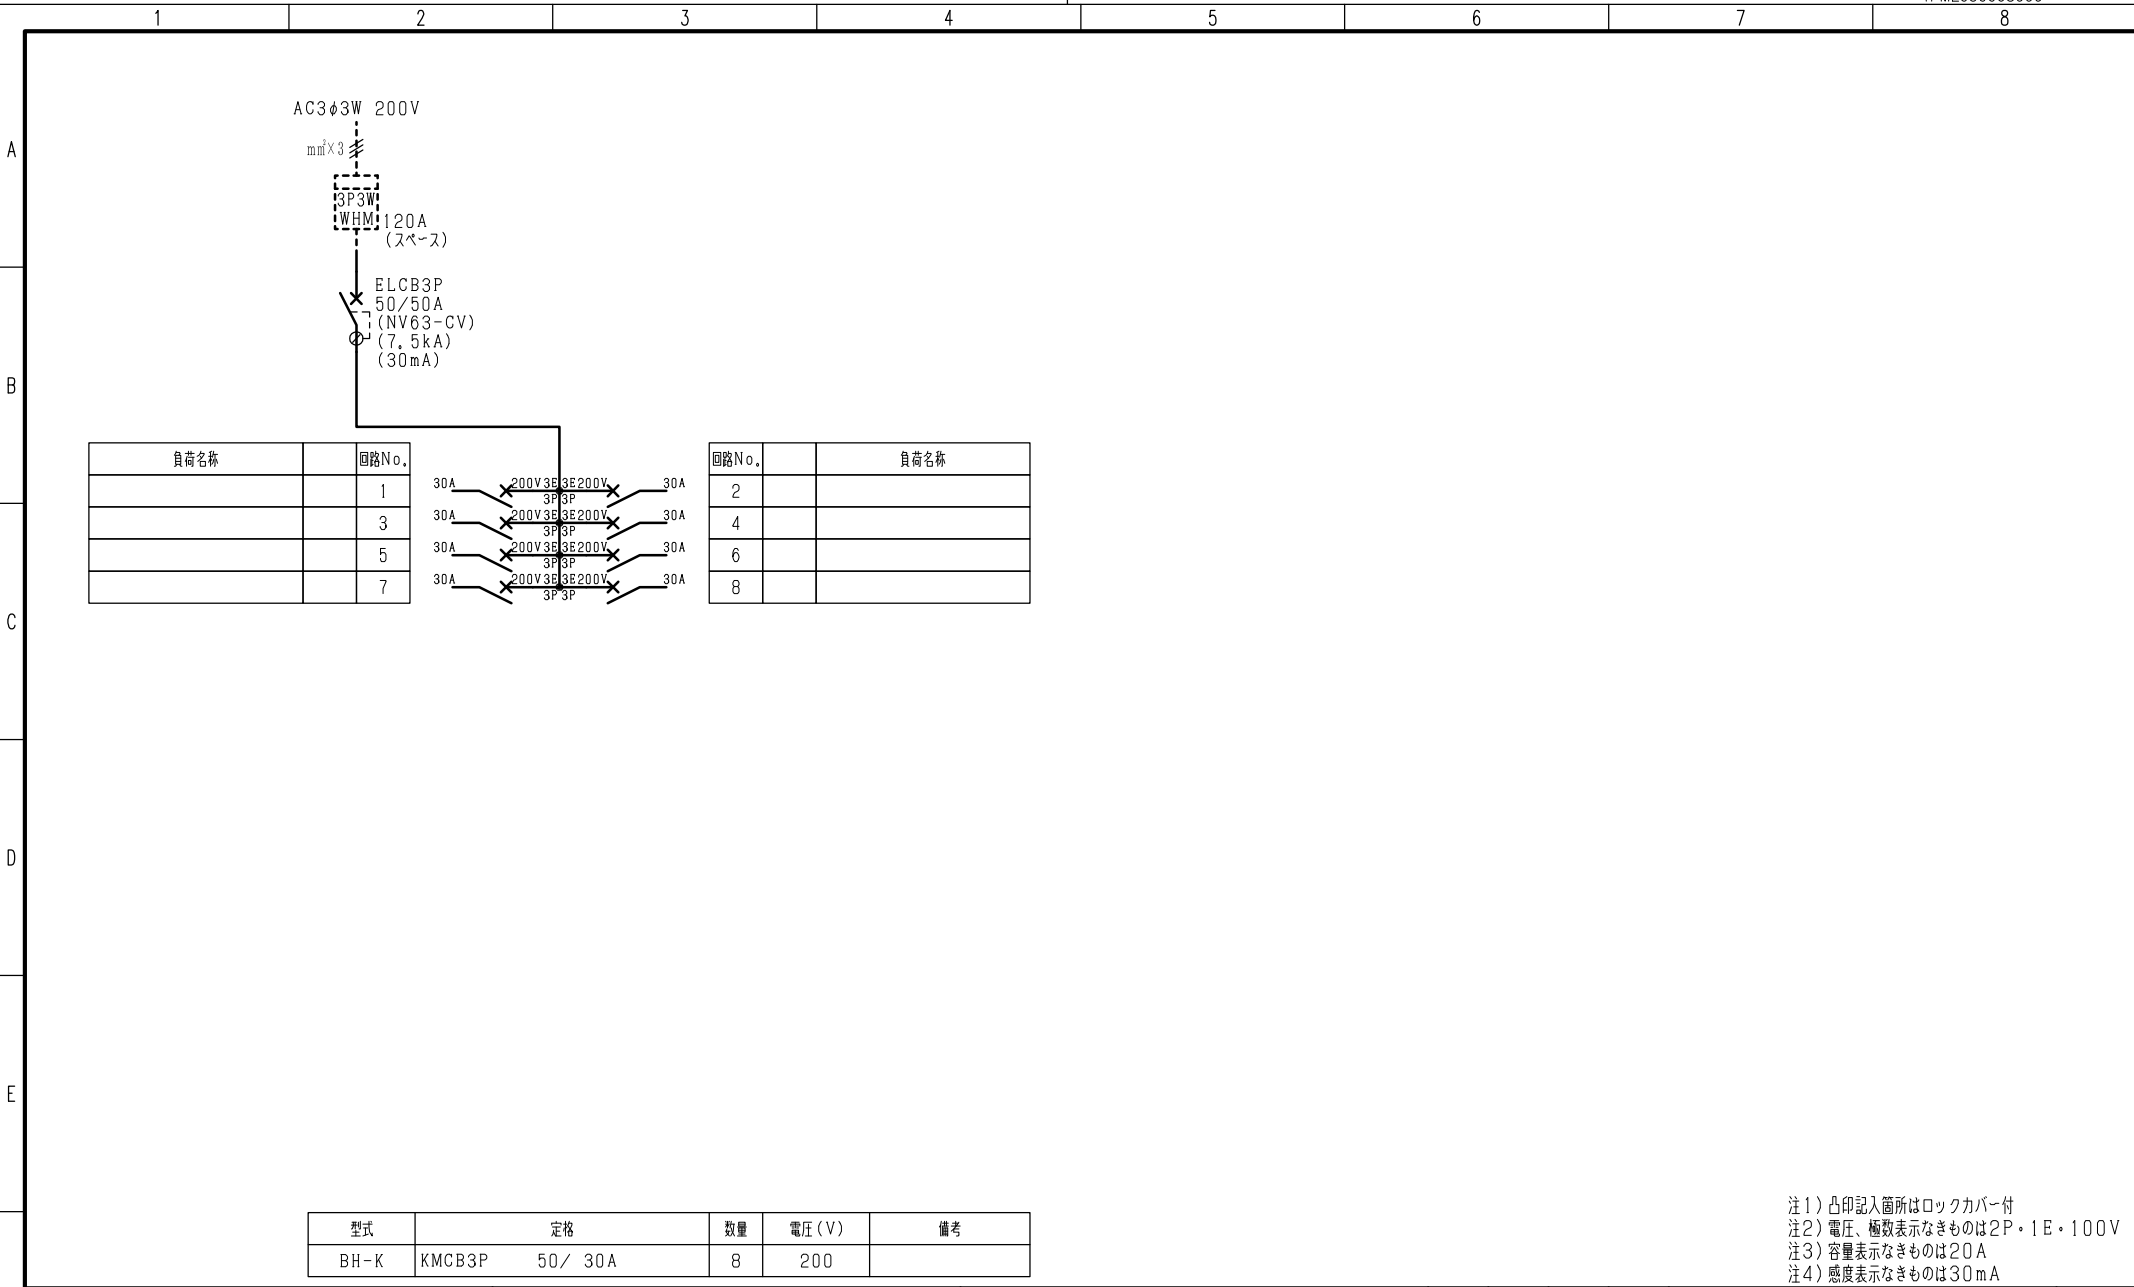 1 2 3 4 5 6 7 8
A
B
C
D
E
AC3φ3W 200V
mm²×3
3P3W
WHM
120A
(スペース)
ELCB3P
50/50A
(NV63-CV)
(7.5kA)
(30mA)
負荷名称 回路No. 回路No. 負荷名称
1 30A 200V 3E 3E 200V 30A 2
3P 3P
3 30A 200V 3E 3E 200V 30A 4
3P 3P
5 30A 200V 3E 3E 200V 30A 6
3P 3P
7 30A 200V 3E 3E 200V 30A 8
3P 3P
型式 定格 数量 電圧(V) 備考
BH-K KMCB3P 50/ 30A 8 200
注1)凸印記入箇所はロックカバー付
注2)電圧、極数表示なきものは2P・1E・100V
注3)容量表示なきものは20A
注4)感度表示なきものは30mA